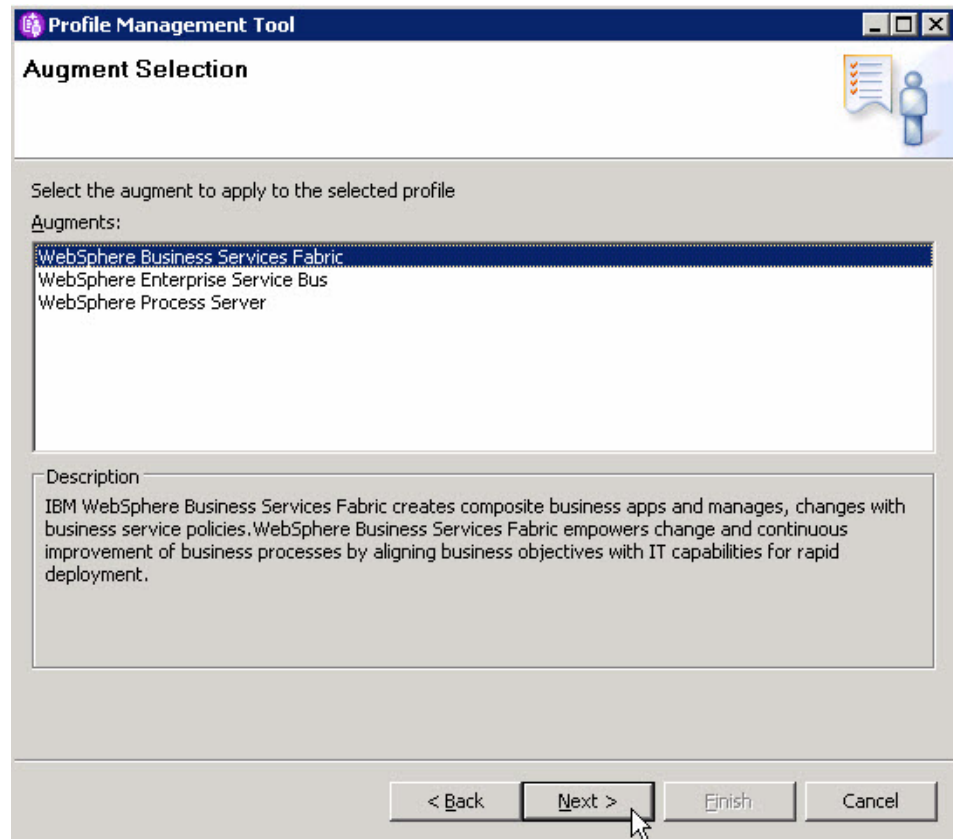 Profile Management Tool
Augment Selection
Select the augment to apply to the selected profile
Augments:
WebSphere Business Services Fabric
WebSphere Enterprise Service Bus
WebSphere Process Server
Description
IBM WebSphere Business Services Fabric creates composite business apps and manages, changes with
business service policies.WebSphere Business Services Fabric empowers change and continuous
improvement of business processes by aligning business objectives with IT capabilities for rapid
deployment.
< Back Next > Finish Cancel